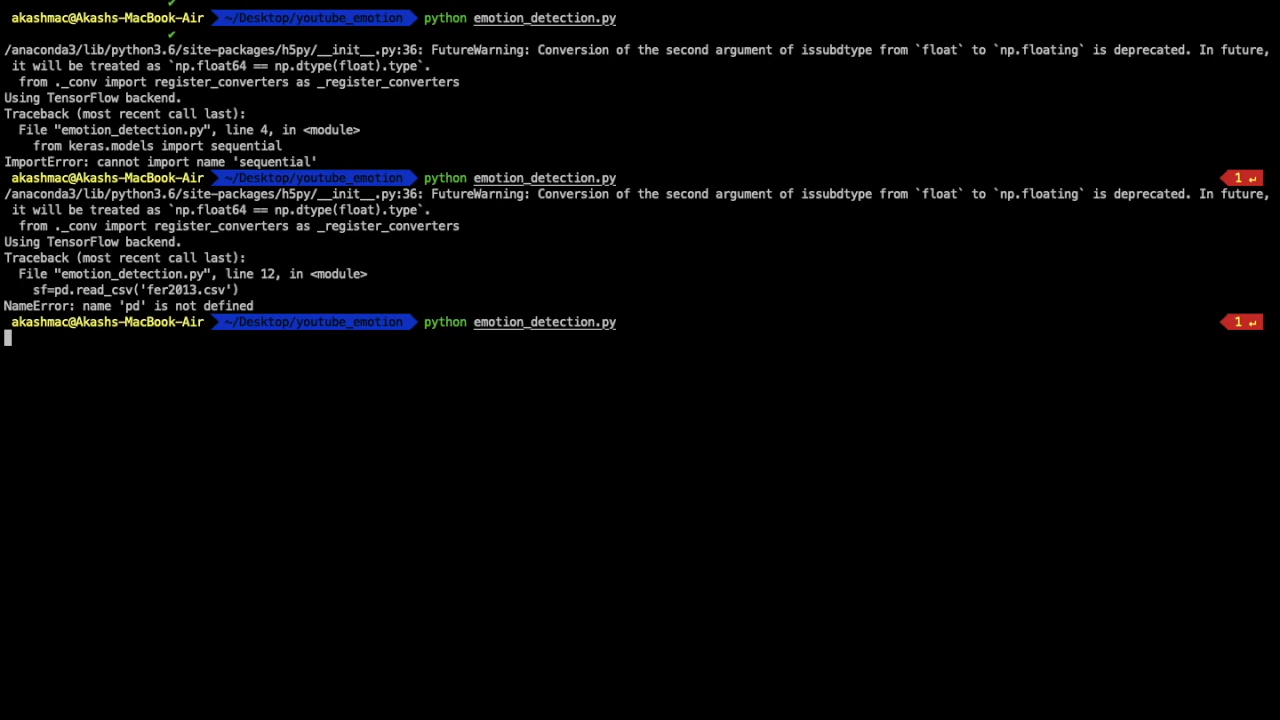 akashmac@Akashs-MacBook-Air ~/Desktop/youtube_emotion python emotion_detection.py
✔
/anaconda3/lib/python3.6/site-packages/h5py/__init__.py:36: FutureWarning: Conversion of the second argument of issubdtype from `float` to `np.floating` is deprecated. In future,
it will be treated as `np.float64 == np.dtype(float).type`.
from ._conv import register_converters as _register_converters
Using TensorFlow backend.
Traceback (most recent call last):
File "emotion_detection.py", line 4, in <module>
from keras.models import sequential
ImportError: cannot import name 'sequential'
akashmac@Akashs-MacBook-Air ~/Desktop/youtube_emotion python emotion_detection.py 1 ↵
/anaconda3/lib/python3.6/site-packages/h5py/__init__.py:36: FutureWarning: Conversion of the second argument of issubdtype from `float` to `np.floating` is deprecated. In future,
it will be treated as `np.float64 == np.dtype(float).type`.
from ._conv import register_converters as _register_converters
Using TensorFlow backend.
Traceback (most recent call last):
File "emotion_detection.py", line 12, in <module>
sf=pd.read_csv('fer2013.csv')
NameError: name 'pd' is not defined
akashmac@Akashs-MacBook-Air ~/Desktop/youtube_emotion python emotion_detection.py 1 ↵